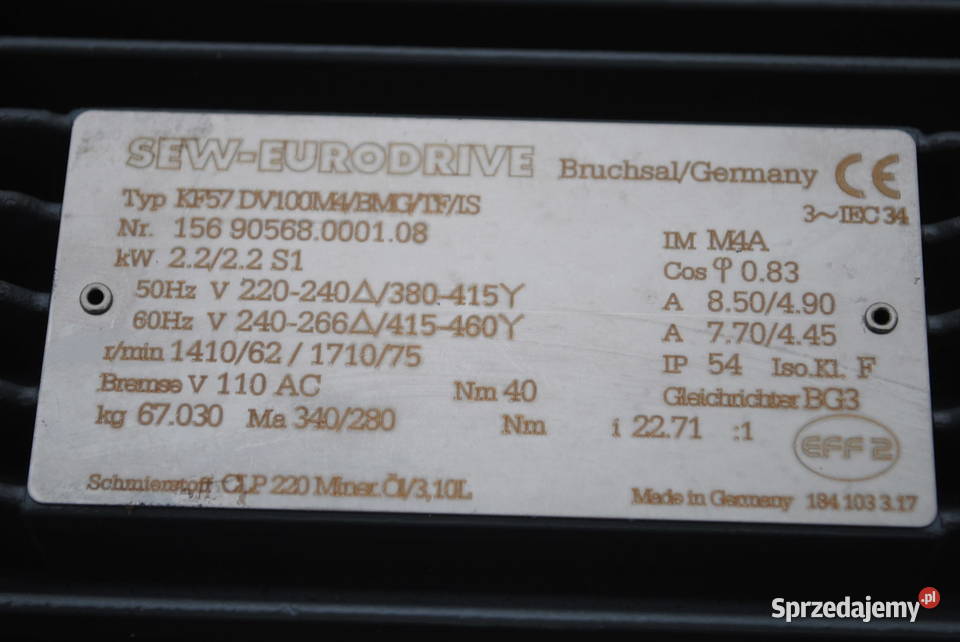 SEW-EURODRIVE Bruchsal/Germany CE
Typ KF57 DV100M4/BMG/TF/IS 3~IEC 34
Nr. 156 90568.0001.08 IM M4A
kW 2.2/2.2 S1 Cos φ 0.83
50Hz V 220-240△/380-415Y A 8.50/4.90
60Hz V 240-266△/415-460Y A 7.70/4.45
r/min 1410/62 / 1710/75 IP 54 Iso.Kl. F
Bremse V 110 AC Nm 40 Gleichrichter BG3
kg 67.030 Ma 340/280 Nm i 22.71 :1
EFF 2
Schmierstoff CLP 220 Miner.Öl/3,10L Made in Germany 184 103 3.17
Sprzedajemy.pl